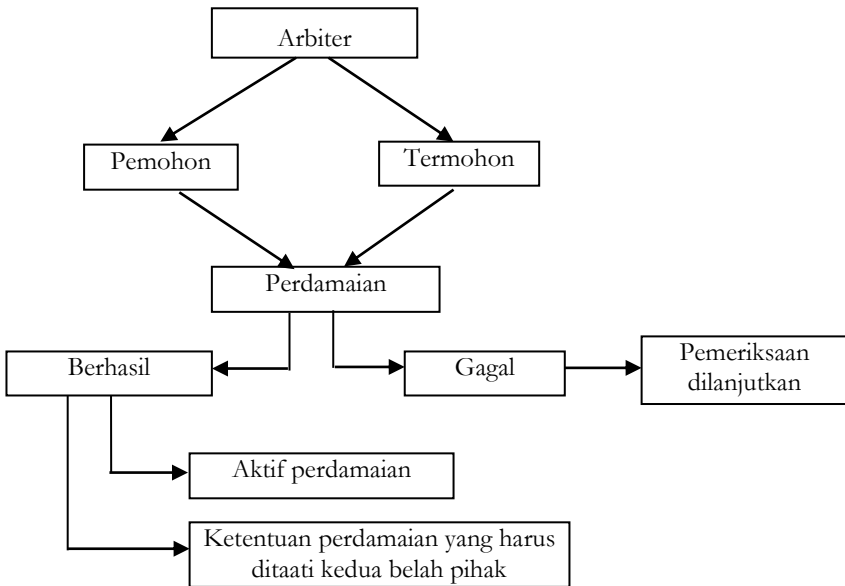 Arbiter
Pemohon
Termohon
Perdamaian
Berhasil
Gagal
Pemeriksaan
dilanjutkan
Aktif perdamaian
Ketentuan perdamaian yang harus
ditaati kedua belah pihak